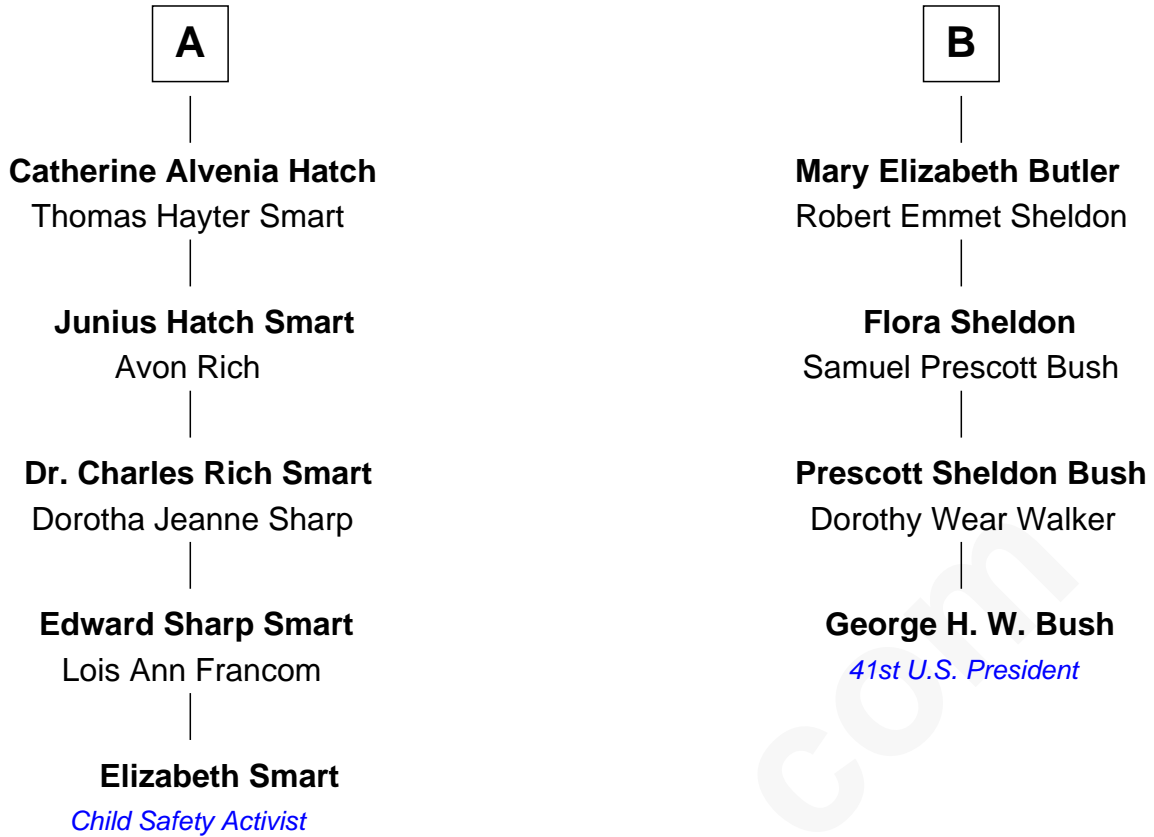 A
Catherine Alvenia Hatch
Thomas Hayter Smart
Junius Hatch Smart
Avon Rich
Dr. Charles Rich Smart
Dorotha Jeanne Sharp
Edward Sharp Smart
Lois Ann Francom
Elizabeth Smart
Child Safety Activist
B
Mary Elizabeth Butler
Robert Emmet Sheldon
Flora Sheldon
Samuel Prescott Bush
Prescott Sheldon Bush
Dorothy Wear Walker
George H. W. Bush
41st U.S. President
com